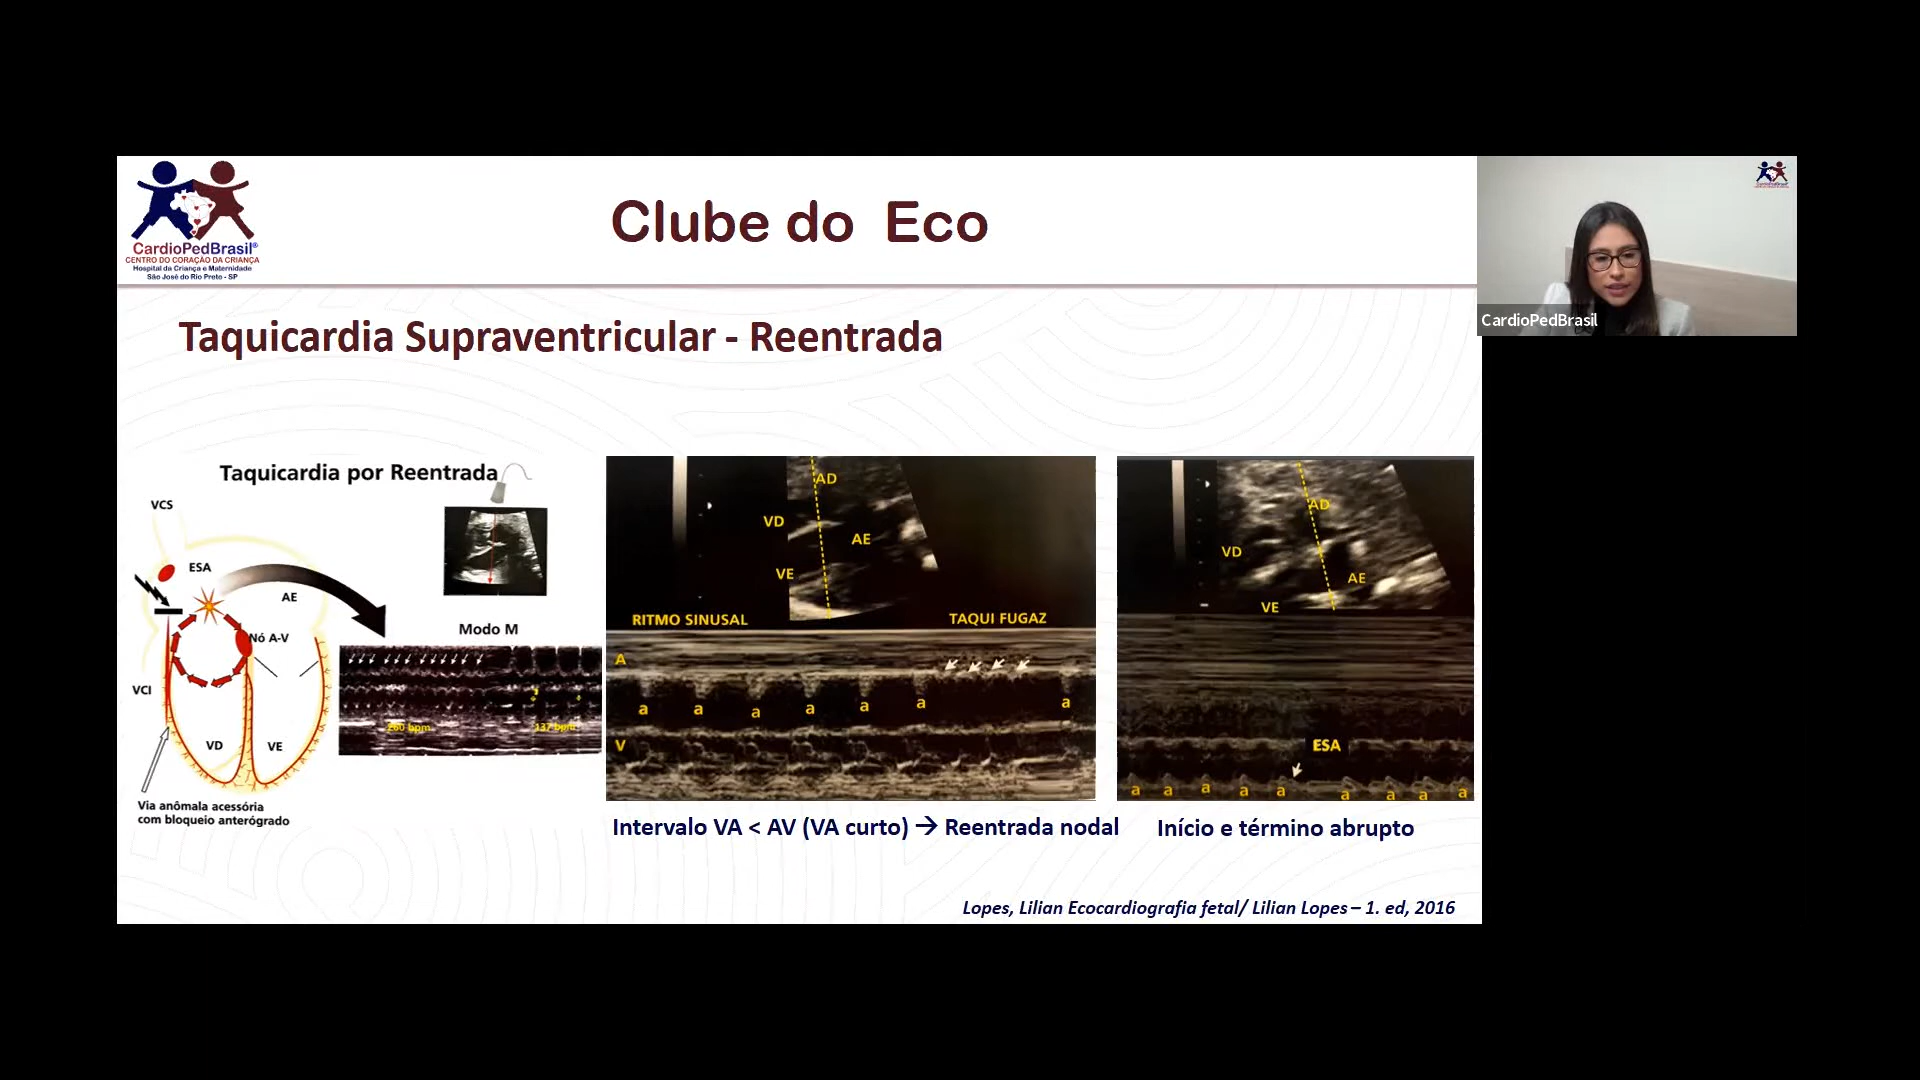 CardioPedBrasil®
CENTRO DO CORAÇÃO DA CRIANÇA
Hospital da Criança e Maternidade
São José do Rio Preto - SP
Clube do Eco
CardioPedBrasil
Taquicardia Supraventricular - Reentrada
Taquicardia por Reentrada
VCS
ESA
AE
Nó A-V
VCI
VD
VE
Via anômala acessória
com bloqueio anterógrado
Modo M
260 bpm
137 bpm
AD
VD
AE
VE
RITMO SINUSAL
TAQUI FUGAZ
A
a a a a a a a
V
Intervalo VA < AV (VA curto) → Reentrada nodal
AD
VD
AE
VE
ESA
a a a a a a a a a
Início e término abrupto
Lopes, Lilian Ecocardiografia fetal/ Lilian Lopes – 1. ed, 2016